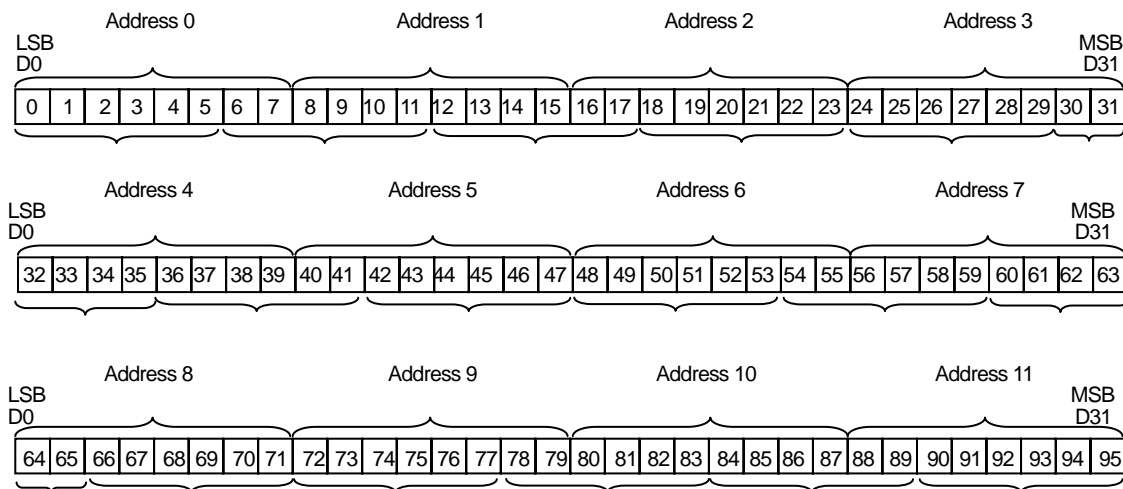 Address 0 Address 1 Address 2 Address 3
LSB MSB
D0 D31
0 1 2 3 4 5 6 7 8 9 10 11 12 13 14 15 16 17 18 19 20 21 22 23 24 25 26 27 28 29 30 31
Address 4 Address 5 Address 6 Address 7
LSB MSB
D0 D31
32 33 34 35 36 37 38 39 40 41 42 43 44 45 46 47 48 49 50 51 52 53 54 55 56 57 58 59 60 61 62 63
Address 8 Address 9 Address 10 Address 11
LSB MSB
D0 D31
64 65 66 67 68 69 70 71 72 73 74 75 76 77 78 79 80 81 82 83 84 85 86 87 88 89 90 91 92 93 94 95